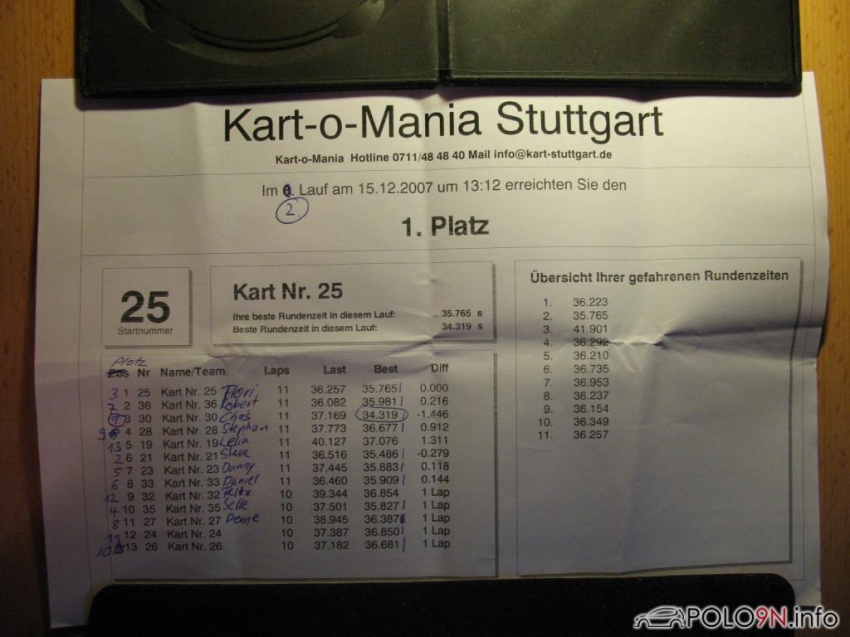 Kart-o-Mania Stuttgart
Kart-o-Mania Hotline 0711/48 48 40 Mail info@kart-stuttgart.de
Im . Lauf am 15.12.2007 um 13:12 erreichten Sie den
2.
1. Platz
25
Startnummer
Kart Nr. 25
Ihre beste Rundenzeit in diesem Lauf: 35.765 s
Beste Rundenzeit in diesem Lauf: 34.319 s
Platz
Pos Nr Name/Team Laps Last Best Diff
3 1 25 Kart Nr. 25 Flori 11 36.257 35.765 0.000
7 2 36 Kart Nr. 36 Robert 11 36.082 35.981 0.216
3 30 Kart Nr. 30 Chris 11 37.169 34.319 -1.446
9 4 28 Kart Nr. 28 Stephan 11 37.773 36.677 0.912
13 5 19 Kart Nr. 19 Lelia 11 40.127 37.076 1.311
2 6 21 Kart Nr. 21 Steve 11 36.516 35.486 -0.279
5 7 23 Kart Nr. 23 Danny 11 37.445 35.883 0.118
6 8 33 Kart Nr. 33 Daniel 11 36.460 35.909 0.144
12 9 32 Kart Nr. 32 Felix 10 39.344 36.854 1 Lap
4 10 35 Kart Nr. 35 Selle 10 37.501 35.827 1 Lap
8 11 27 Kart Nr. 27 10 38.945 36.387 1 Lap
11 12 24 Kart Nr. 24 10 37.387 36.850 1 Lap
10 13 26 Kart Nr. 26 10 37.182 36.681 1 Lap
Übersicht Ihrer gefahrenen Rundenzeiten
1. 36.223
2. 35.765
3. 41.901
4. 36.292
5. 36.210
6. 36.735
7. 36.953
8. 36.237
9. 36.154
10. 36.349
11. 36.257
POLO9N.info